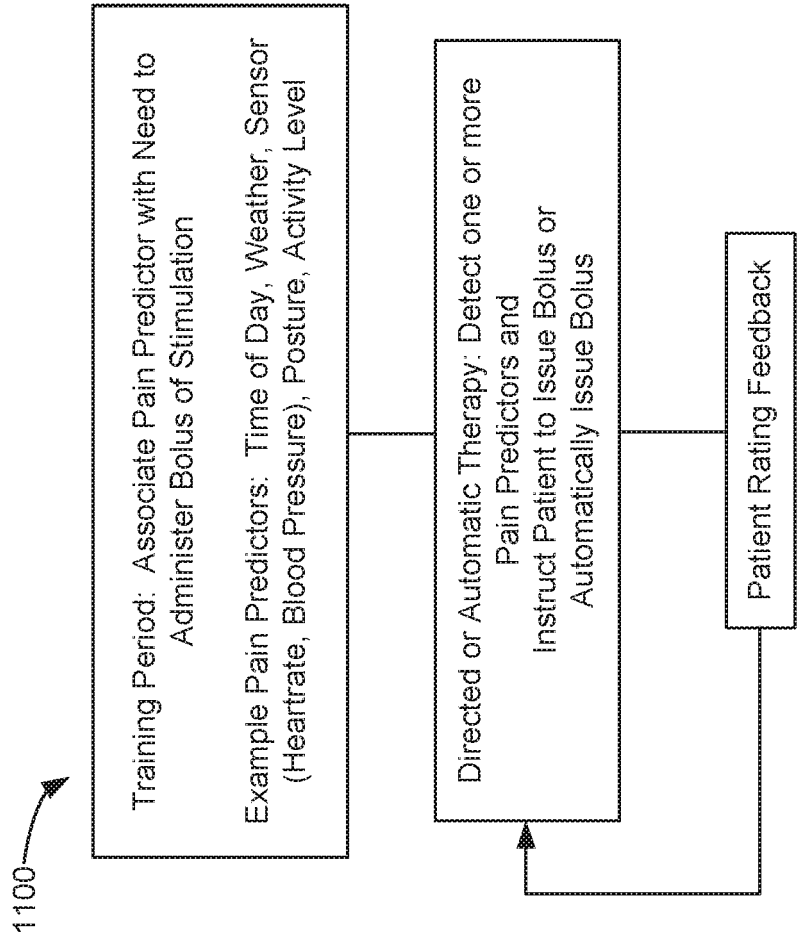 1100
Training Period: Associate Pain Predictor with Need to
Administer Bolus of Stimulation
Example Pain Predictors: Time of Day, Weather, Sensor
(Heartrate, Blood Pressure), Posture, Activity Level
Directed or Automatic Therapy: Detect one or more
Pain Predictors and
Instruct Patient to Issue Bolus or
Automatically Issue Bolus
Patient Rating Feedback